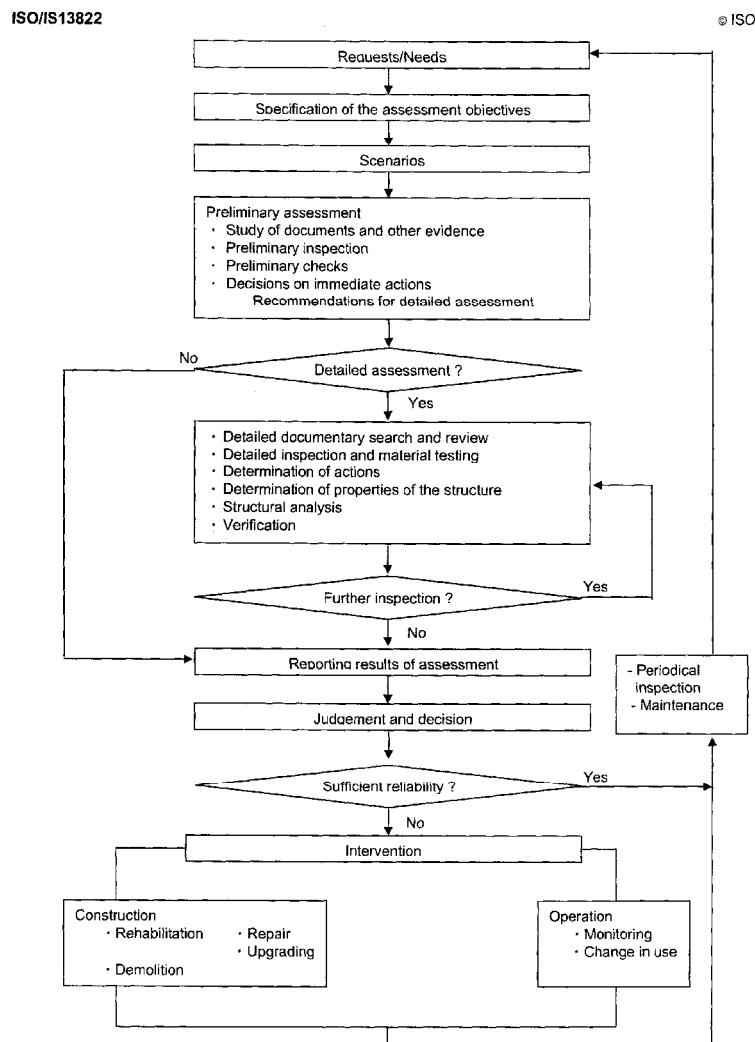 ISO/IS13822
© ISO
Requests/Needs
Specification of the assessment objectives
Scenarios
Preliminary assessment
· Study of documents and other evidence
· Preliminary inspection
· Preliminary checks
· Decisions on immediate actions
Recommendations for detailed assessment
No
Detailed assessment ?
Yes
· Detailed documentary search and review
· Detailed inspection and material testing
· Determination of actions
· Determination of properties of the structure
· Structural analysis
· Verification
Further inspection ?
Yes
No
Reporting results of assessment
- Periodical
inspection
- Maintenance
Judgement and decision
Sufficient reliability ?
Yes
No
Intervention
Construction
· Rehabilitation · Repair
· Upgrading
· Demolition
Operation
· Monitoring
· Change in use